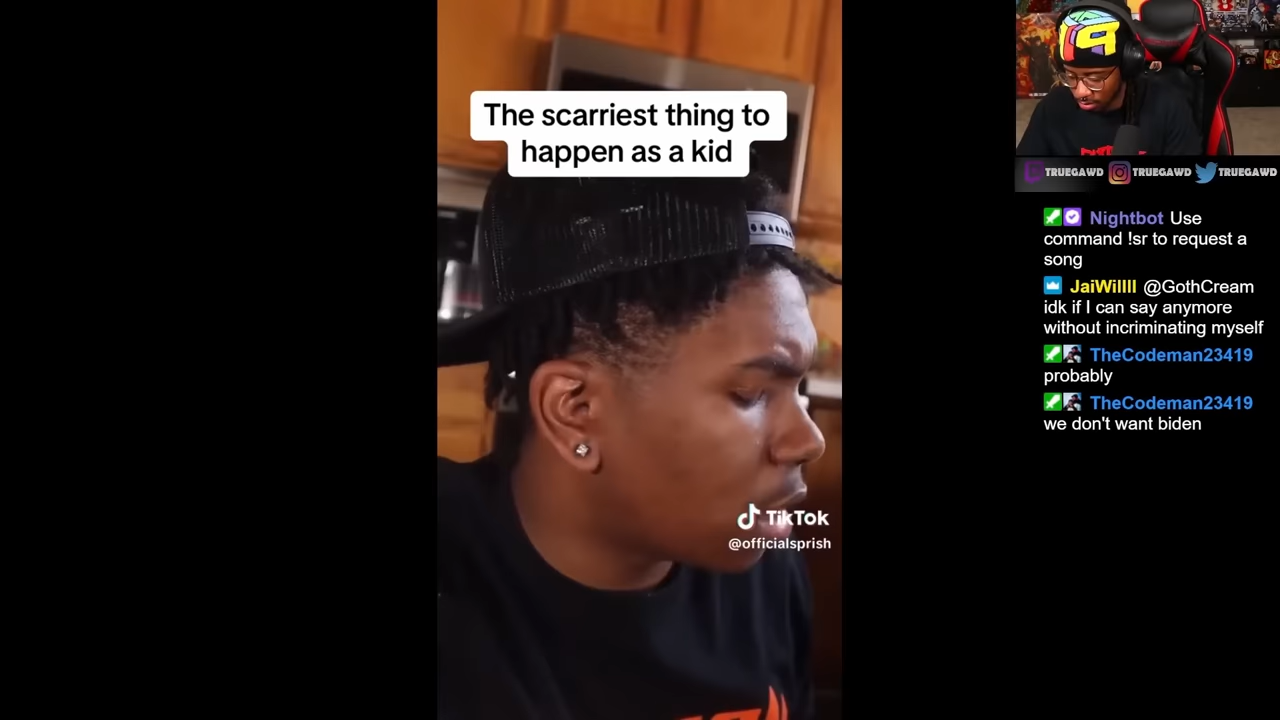 The scarriest thing to
happen as a kid
TikTok
@officialsprish
TRUEGAWD TRUEGAWD TRUEGAWD
Nightbot Use
command !sr to request a
song
JaiWillll @GothCream
idk if I can say anymore
without incriminating myself
TheCodeman23419
probably
TheCodeman23419
we don't want biden